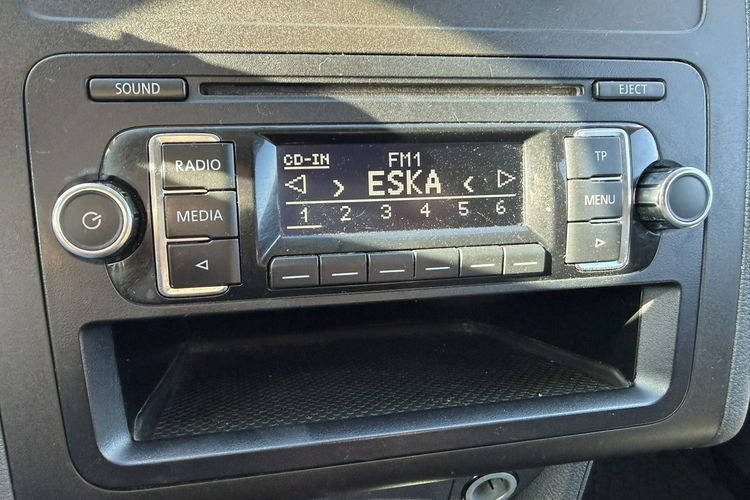 SOUND EJECT
RADIO CD-IN FM1 TP
ESKA
MEDIA 1 2 3 4 5 6 MENU